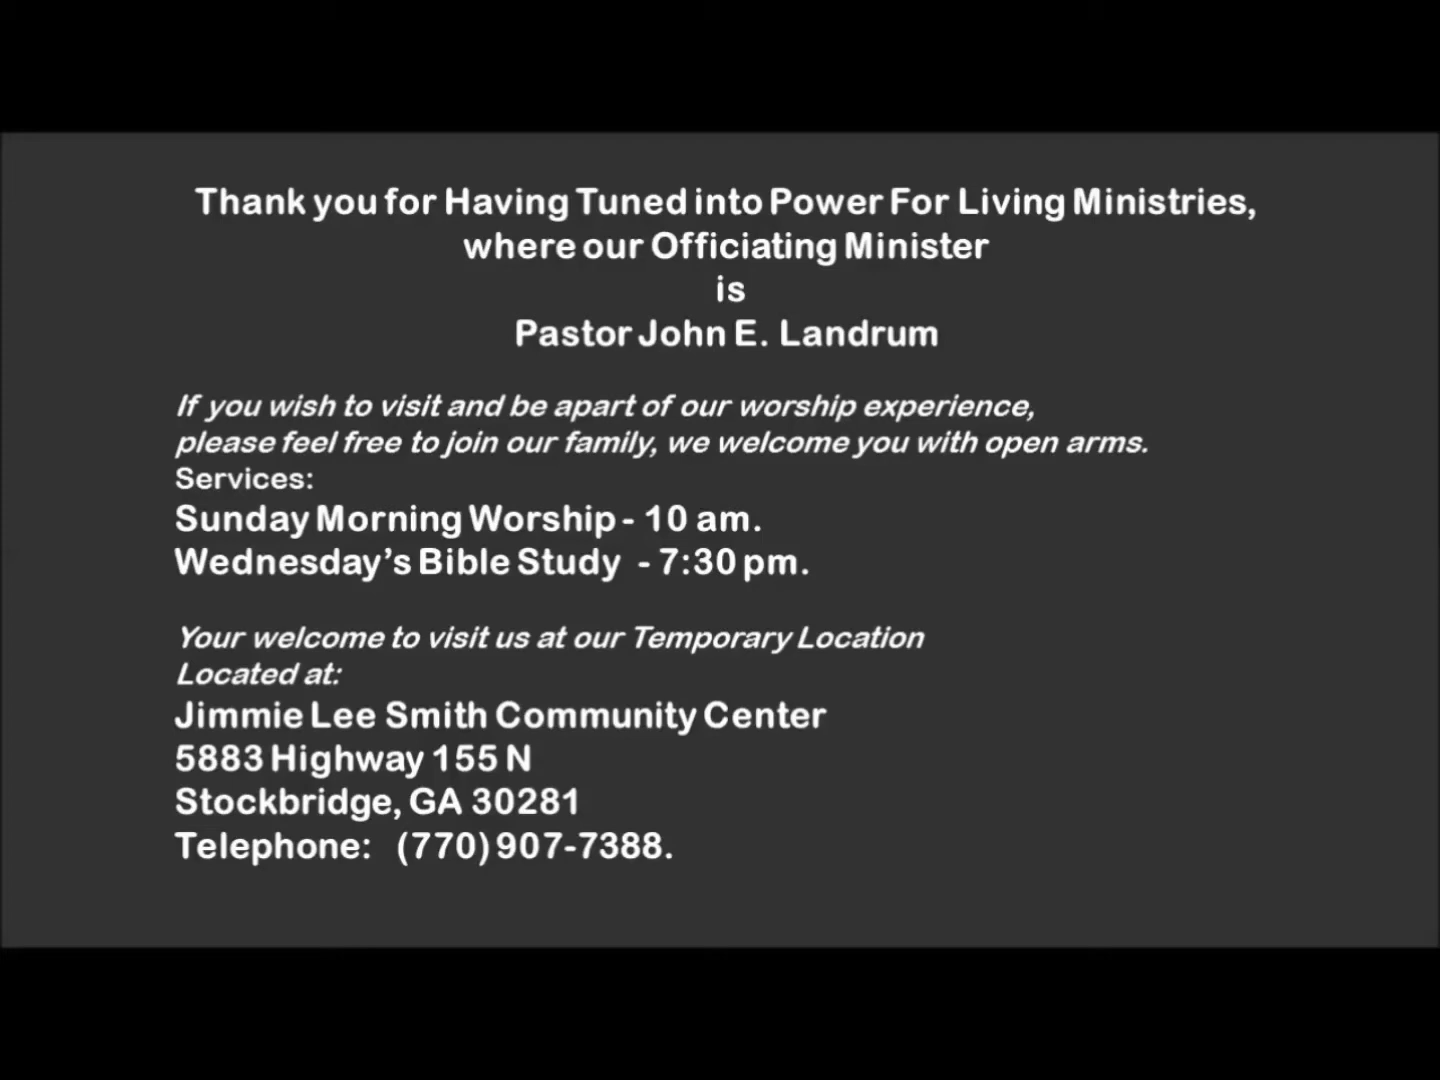 Thank you for Having Tuned into Power For Living Ministries,
where our Officiating Minister
is
Pastor John E. Landrum
If you wish to visit and be apart of our worship experience,
please feel free to join our family, we welcome you with open arms.
Services:
Sunday Morning Worship - 10 am.
Wednesday’s Bible Study - 7:30 pm.
Your welcome to visit us at our Temporary Location
Located at:
Jimmie Lee Smith Community Center
5883 Highway 155 N
Stockbridge, GA 30281
Telephone: (770) 907-7388.